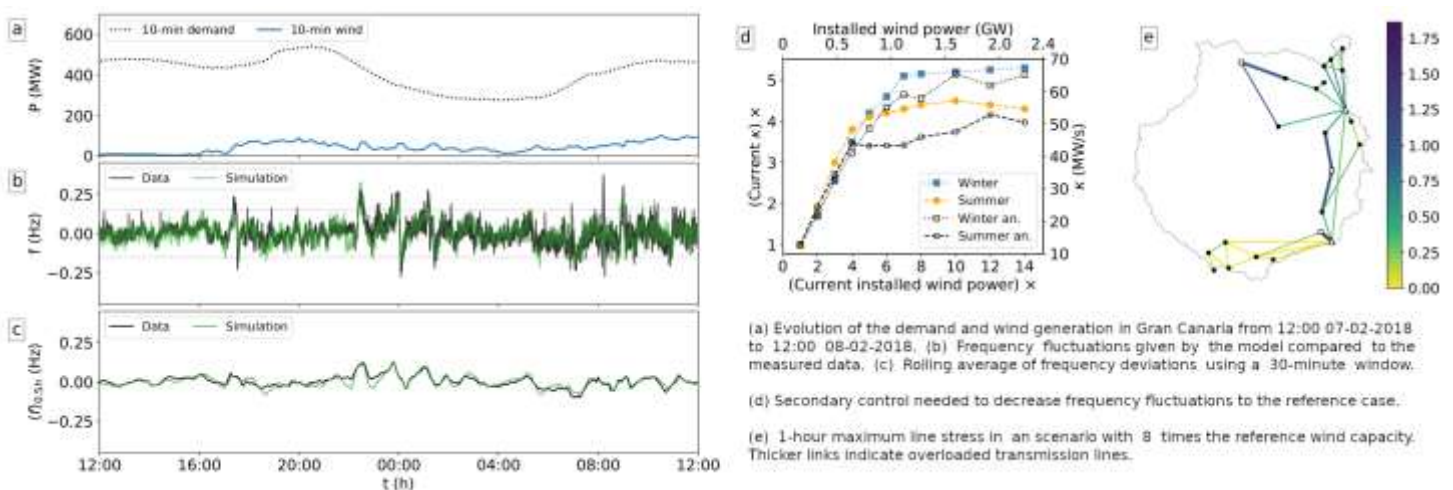 a
10-min demand
10-min wind
600
400
200
0
P (MW)
b
Data
Simulation
0.25
0.00
−0.25
f (Hz)
c
Data
Simulation
0.25
0.00
−0.25
⟨f⟩0.5h (Hz)
12:00 16:00 20:00 00:00 04:00 08:00 12:00
t (h)
d
Installed wind power (GW)
0 0.5 1.1 1.6 2.4
5
4
3
2
1
(Current κ) ×
70
60
50
40
30
20
10
κ (MW/s)
Winter
Summer
Winter an.
Summer an.
0 2 4 6 8 10 12 14
(Current installed wind power) ×
e
1.75
1.50
1.25
1.00
0.75
0.50
0.25
0.00
(a) Evolution of the demand and wind generation in Gran Canaria from 12:00 07-02-2018
to 12:00 08-02-2018. (b) Frequency fluctuations given by the model compared to the
measured data. (c) Rolling average of frequency deviations using a 30-minute window.
(d) Secondary control needed to decrease frequency fluctuations to the reference case.
(e) 1-hour maximum line stress in an scenario with 8 times the reference wind capacity.
Thicker links indicate overloaded transmission lines.